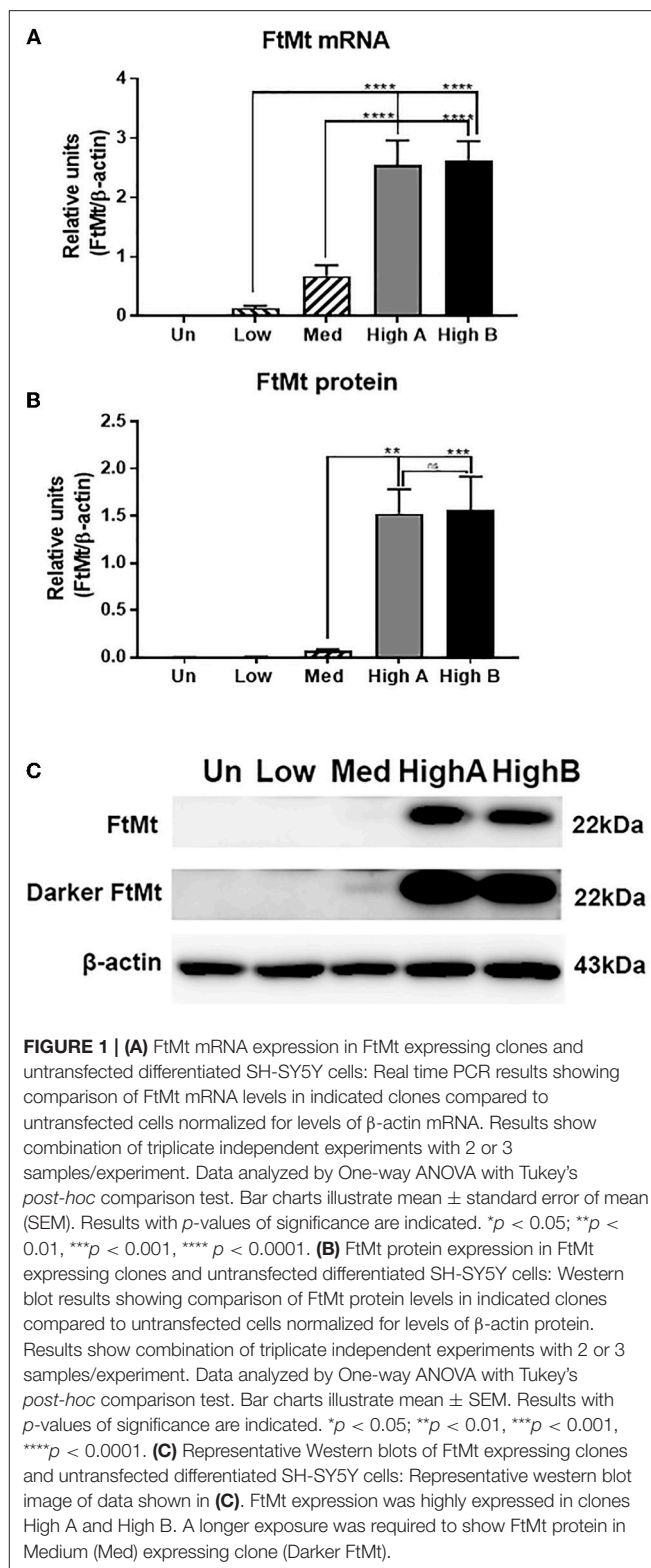 A
FtMt mRNA
Relative units
(FtMt/β-actin)
4
3
2
1
0
****
****
****
****
Un Low Med High A High B
B
FtMt protein
Relative units
(FtMt/β-actin)
2.5
2.0
1.5
1.0
0.5
0.0
**
***
ns
Un Low Med High A High B
C
Un Low Med HighA HighB
FtMt 22kDa
Darker FtMt 22kDa
β-actin 43kDa
FIGURE 1 | (A) FtMt mRNA expression in FtMt expressing clones and
untransfected differentiated SH-SY5Y cells: Real time PCR results showing
comparison of FtMt mRNA levels in indicated clones compared to
untransfected cells normalized for levels of β-actin mRNA. Results show
combination of triplicate independent experiments with 2 or 3
samples/experiment. Data analyzed by One-way ANOVA with Tukey's
post-hoc comparison test. Bar charts illustrate mean ± standard error of mean
(SEM). Results with p-values of significance are indicated. *p < 0.05; **p <
0.01, ***p < 0.001, **** p < 0.0001. (B) FtMt protein expression in FtMt
expressing clones and untransfected differentiated SH-SY5Y cells: Western
blot results showing comparison of FtMt protein levels in indicated clones
compared to untransfected cells normalized for levels of β-actin protein.
Results show combination of triplicate independent experiments with 2 or 3
samples/experiment. Data analyzed by One-way ANOVA with Tukey's
post-hoc comparison test. Bar charts illustrate mean ± SEM. Results with
p-values of significance are indicated. *p < 0.05; **p < 0.01, ***p < 0.001,
****p < 0.0001. (C) Representative Western blots of FtMt expressing clones
and untransfected differentiated SH-SY5Y cells: Representative western blot
image of data shown in (C). FtMt expression was highly expressed in clones
High A and High B. A longer exposure was required to show FtMt protein in
Medium (Med) expressing clone (Darker FtMt).